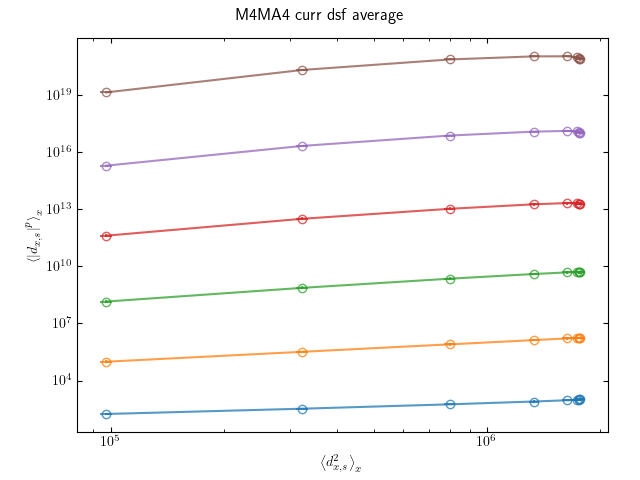 M4MA4 curr dsf average
⟨|d_{x,s}|^p⟩_x
10^{19}
10^{16}
10^{13}
10^{10}
10^7
10^4
10^5
10^6
⟨d_{x,s}^2⟩_x